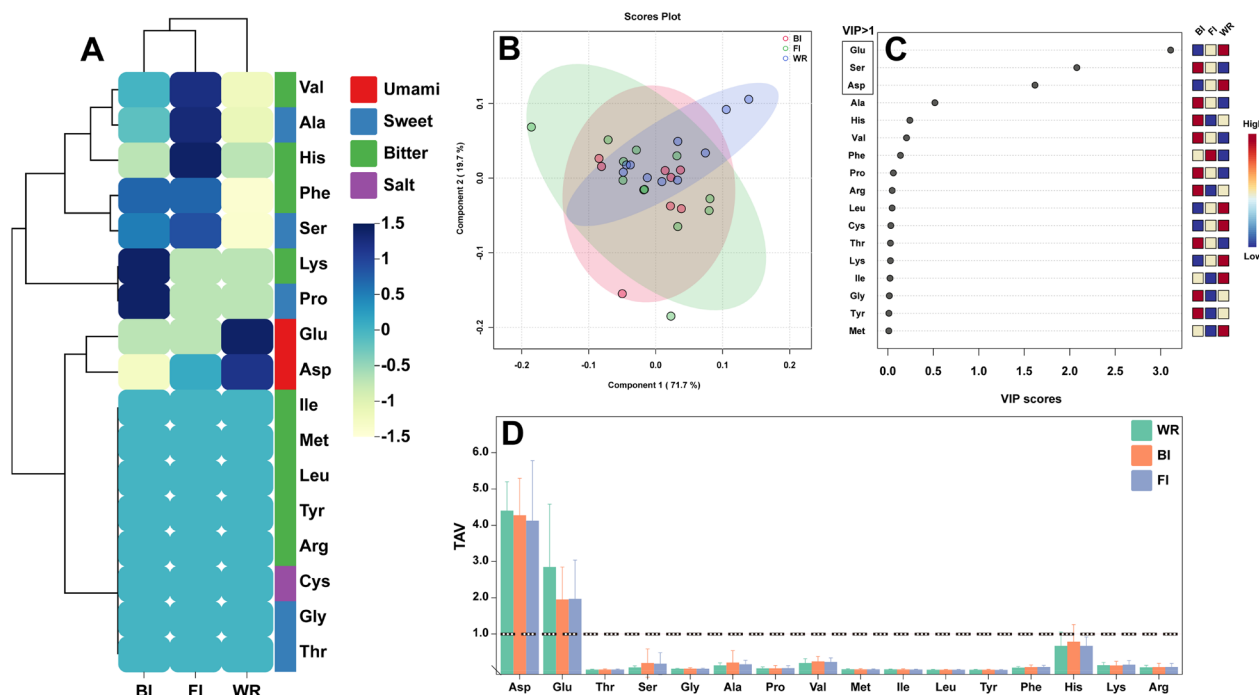 A
Val
Ala
His
Phe
Ser
Lys
Pro
Glu
Asp
Ile
Met
Leu
Tyr
Arg
Cys
Gly
Thr
BI FI WR
Umami
Sweet
Bitter
Salt
1.5
1
0.5
0
-0.5
-1
-1.5
Scores Plot
B
BI
FI
WR
Component 2 ( 19.7 %)
0.1
0.0
-0.1
-0.2
-0.2 -0.1 0.0 0.1 0.2
Component 1 ( 71.7 %)
VIP>1
C
BI FI WR
Glu
Ser
Asp
Ala
His
Val
Phe
Pro
Arg
Leu
Cys
Thr
Lys
Ile
Gly
Tyr
Met
High
Low
0.0 0.5 1.0 1.5 2.0 2.5 3.0
VIP scores
D
WR
BI
FI
TAV
6.0
5.0
4.0
3.0
2.0
1.0
Asp Glu Thr Ser Gly Ala Pro Val Met Ile Leu Tyr Phe His Lys Arg